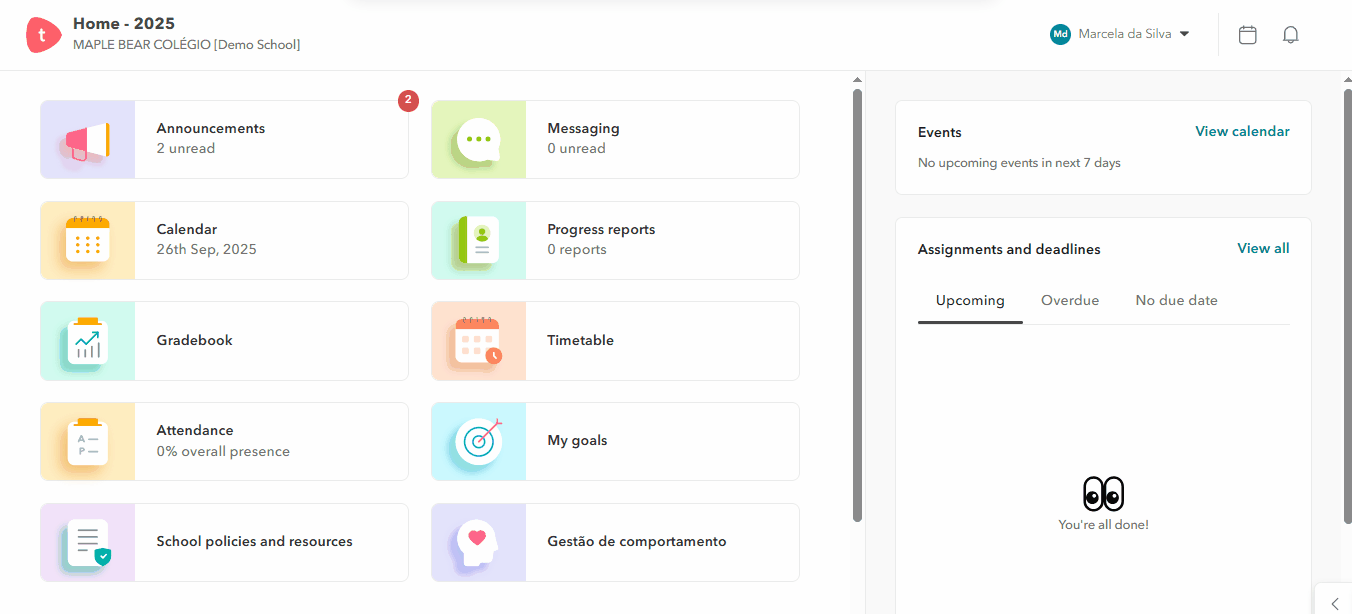 t
Home - 2025
MAPLE BEAR COLÉGIO [Demo School]
Md
Marcela da Silva
2
Announcements
2 unread
Messaging
0 unread
Calendar
26th Sep, 2025
Progress reports
0 reports
Gradebook
Timetable
A
P
Attendance
0% overall presence
My goals
School policies and resources
Gestão de comportamento
Events
View calendar
No upcoming events in next 7 days
Assignments and deadlines
View all
Upcoming
Overdue
No due date
You're all done!